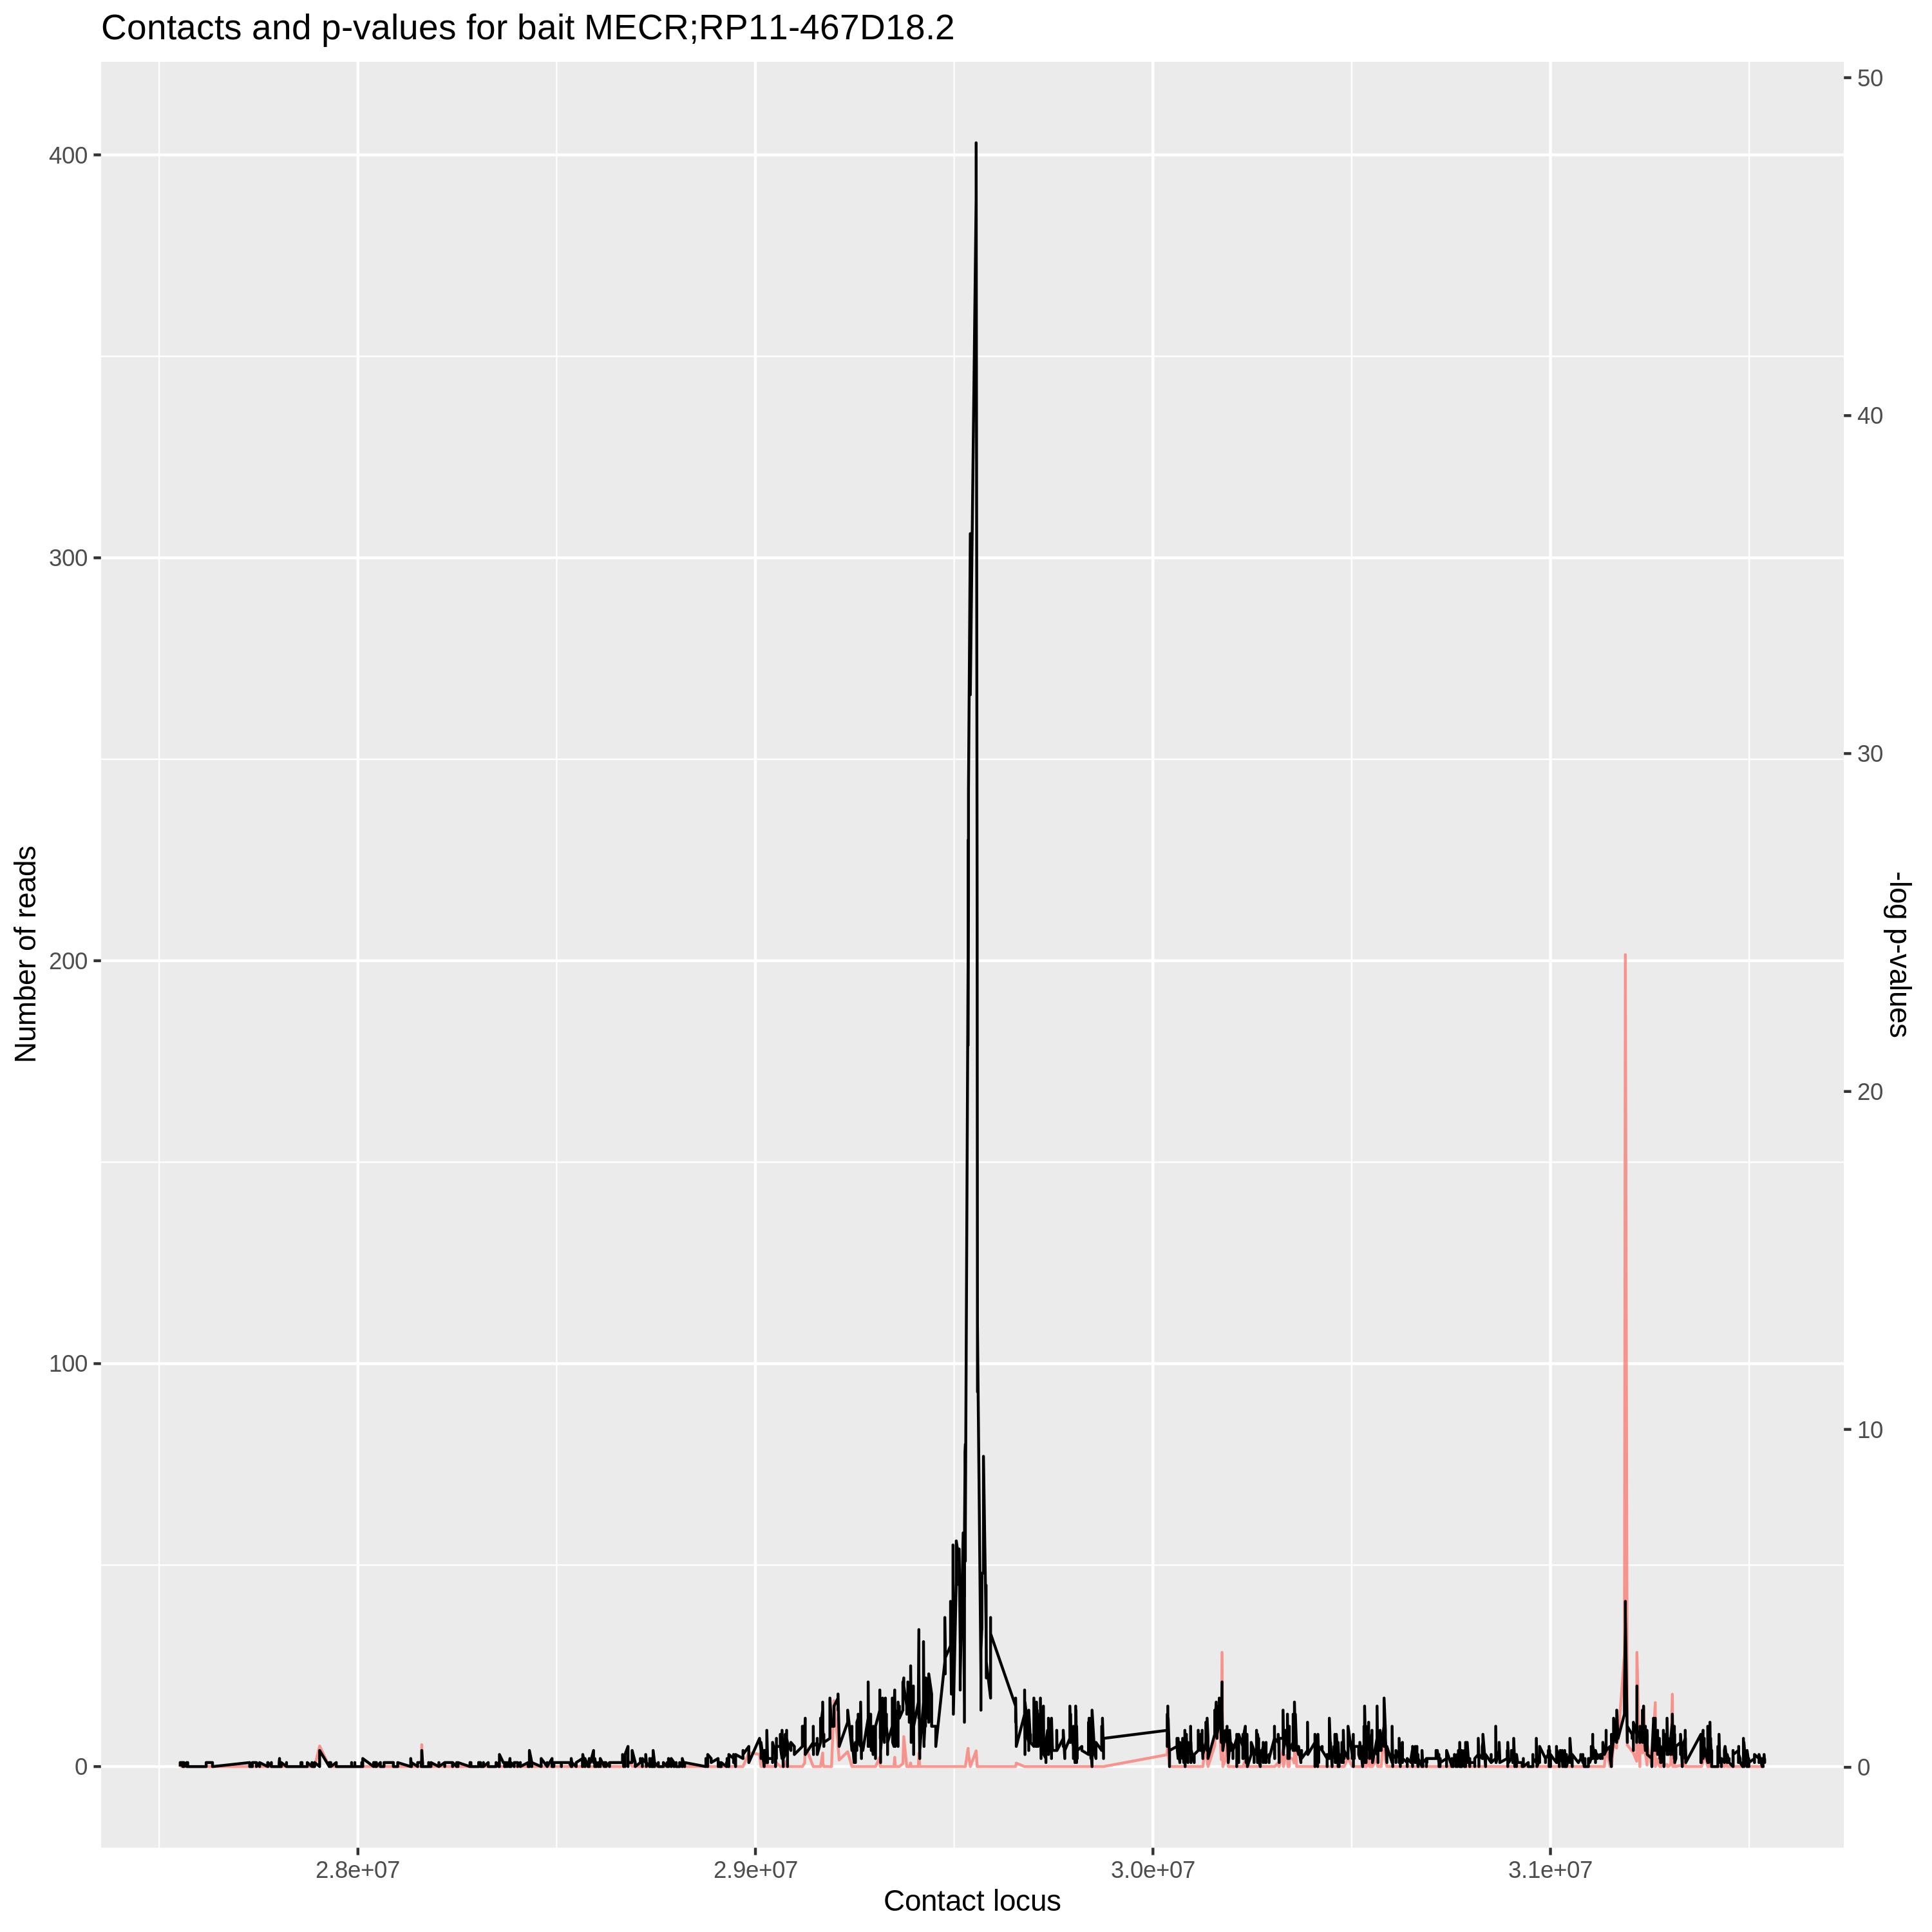 Contacts and p-values for bait MECR;RP11-467D18.2
Number of reads
400
300
200
100
0
50
40
30
20
10
0
-log p-values
2.8e+07 2.9e+07 3.0e+07 3.1e+07
Contact locus